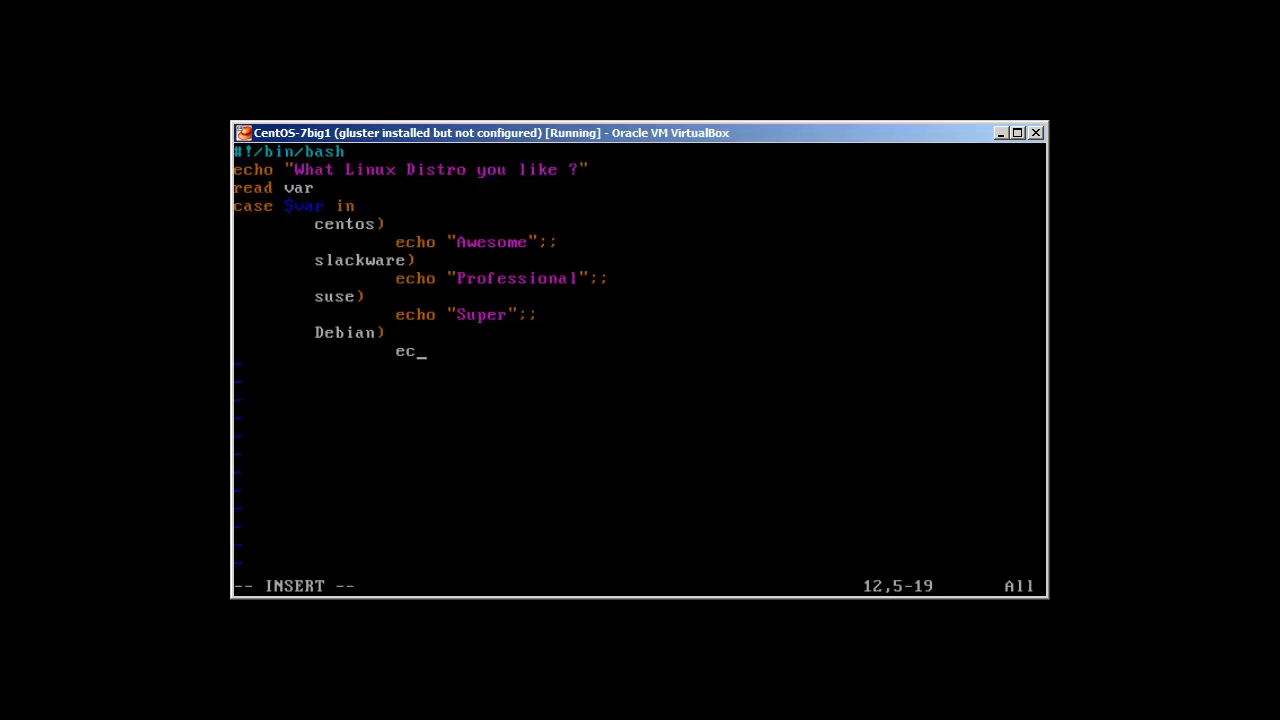 CentOS-7big1 (gluster installed but not configured) [Running] - Oracle VM VirtualBox
#!/bin/bash
echo "What Linux Distro you like ?"
read var
case $var in
centos)
echo "Awesome";;
slackware)
echo "Professional";;
suse)
echo "Super";;
Debian)
ec_
~
~
~
~
~
~
~
~
~
~
~
~
-- INSERT -- 12,5-19 All